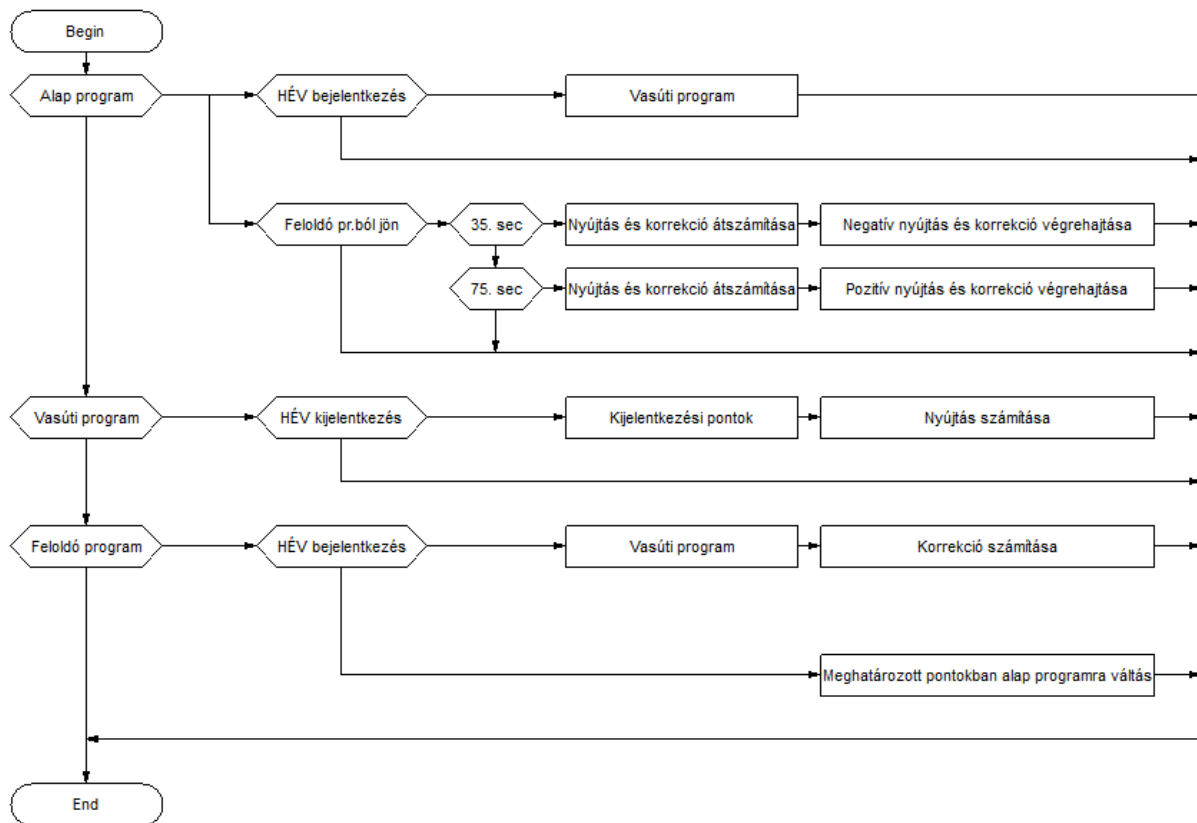 Begin
Alap program
HÉV bejelentkezés
Vasúti program
Feloldó pr.ból jön
35. sec
Nyújtás és korrekció átszámítása
Negatív nyújtás és korrekció végrehajtása
75. sec
Nyújtás és korrekció átszámítása
Pozitív nyújtás és korrekció végrehajtása
Vasúti program
HÉV kijelentkezés
Kijelentkezési pontok
Nyújtás számítása
Feloldó program
HÉV bejelentkezés
Vasúti program
Korrekció számítása
Meghatározott pontokban alap programra váltás
End